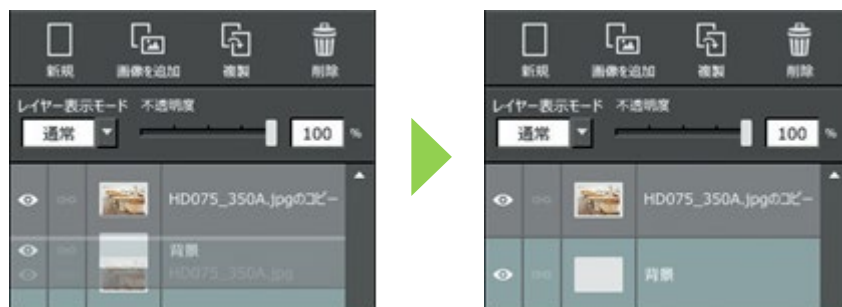 新規 画像を追加 複製 削除
レイヤー表示モード 不透明度
通常 100 %
HD075_350A.jpgのコピー
背景
HD075_350A.jpg
新規 画像を追加 複製 削除
レイヤー表示モード 不透明度
通常 100 %
HD075_350A.jpgのコピー
背景